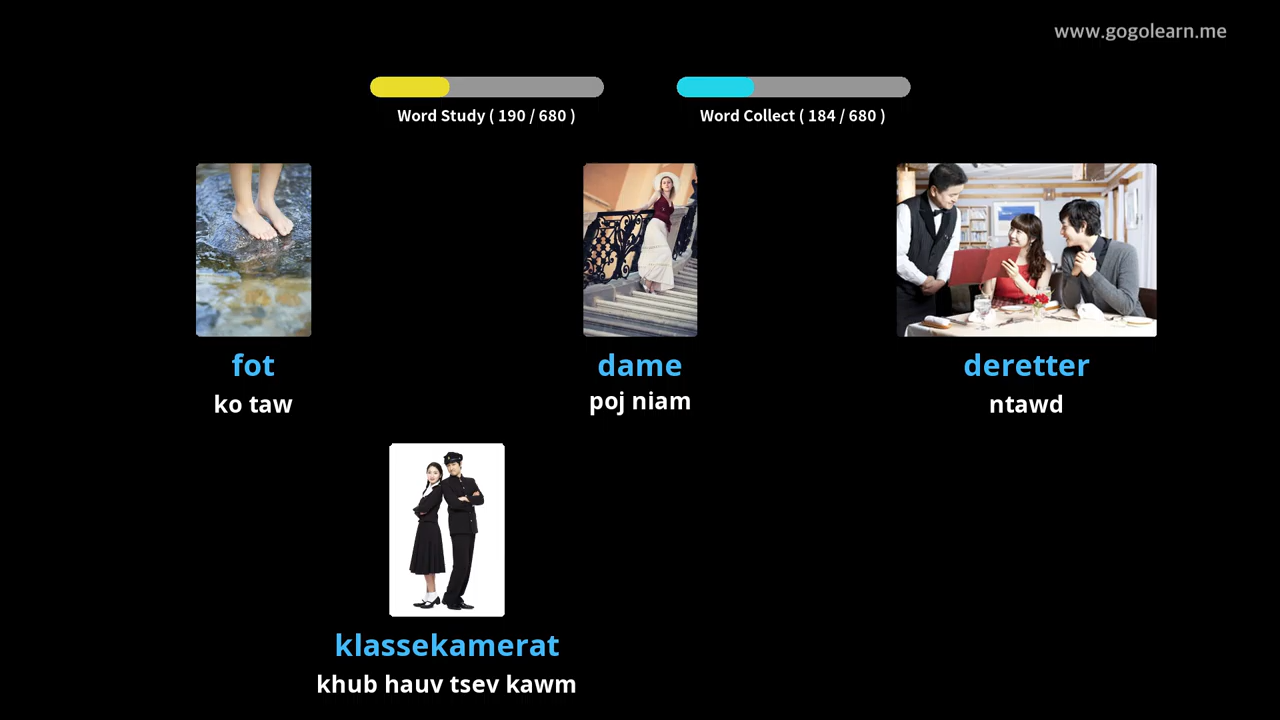 www.gogolearn.me
Word Study ( 190 / 680 )
Word Collect ( 184 / 680 )
fot
ko taw
dame
poj niam
deretter
ntawd
klassekamerat
khub hauv tsev kawm